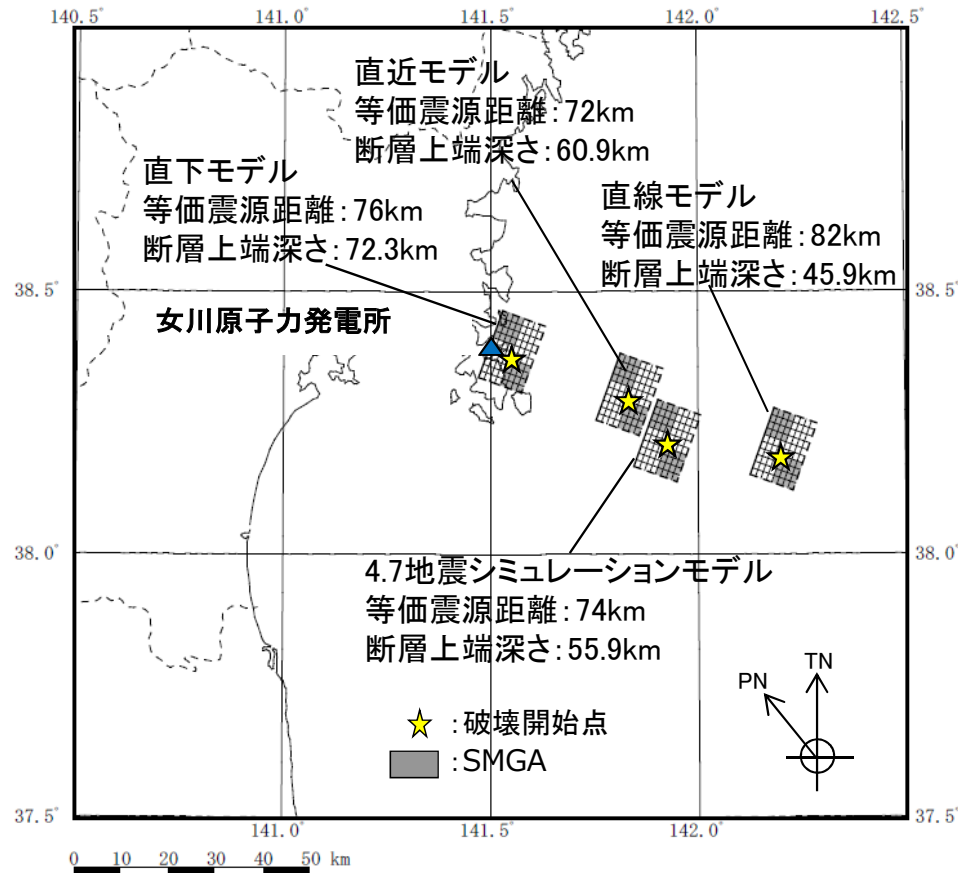 140.5°
141.0°
141.5°
142.0°
142.5°
直近モデル
等価震源距離:72km
断層上端深さ:60.9km
直下モデル
等価震源距離:76km
断層上端深さ:72.3km
直線モデル
等価震源距離:82km
断層上端深さ:45.9km
38.5°
38.5°
女川原子力発電所
38.0°
38.0°
4.7地震シミュレーションモデル
等価震源距離:74km
断層上端深さ:55.9km
TN
PN
:破壊開始点
:SMGA
37.5°
37.5°
141.0°
141.5°
142.0°
0 10 20 30 40 50 km